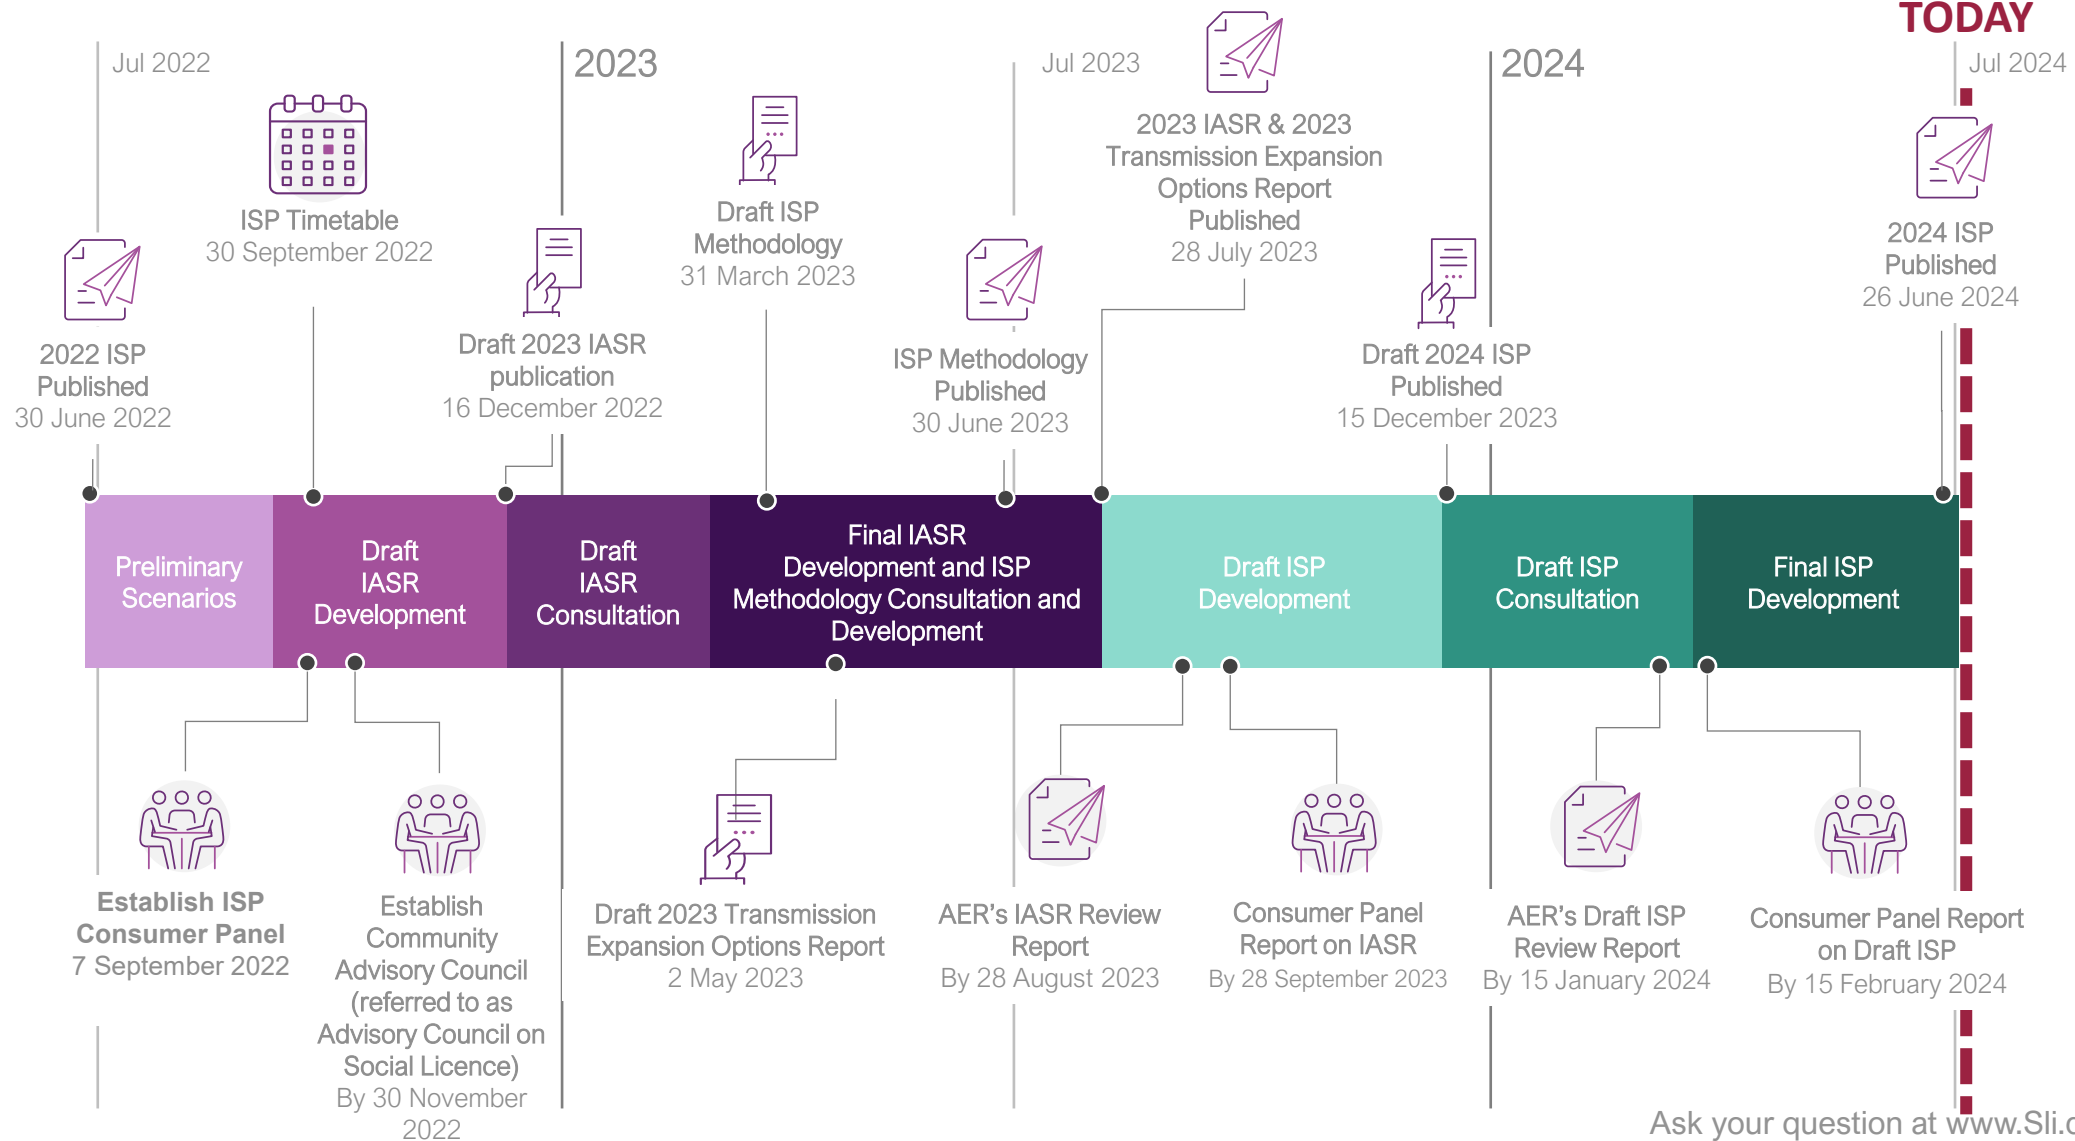 TODAY
Jul 2022
2023
Jul 2023
2024
Jul 2024
2022 ISP
Published
30 June 2022
ISP Timetable
30 September 2022
Draft 2023 IASR
publication
16 December 2022
Draft ISP
Methodology
31 March 2023
ISP Methodology
Published
30 June 2023
2023 IASR & 2023
Transmission Expansion
Options Report
Published
28 July 2023
Draft 2024 ISP
Published
15 December 2023
2024 ISP
Published
26 June 2024
Preliminary
Scenarios
Draft
IASR
Development
Draft
IASR
Consultation
Final IASR
Development and ISP
Methodology Consultation and
Development
Draft ISP
Development
Draft ISP
Consultation
Final ISP
Development
Establish ISP
Consumer Panel
7 September 2022
Establish
Community
Advisory Council
(referred to as
Advisory Council on
Social Licence)
By 30 November
2022
Draft 2023 Transmission
Expansion Options Report
2 May 2023
AER’s IASR Review
Report
By 28 August 2023
Consumer Panel
Report on IASR
By 28 September 2023
AER’s Draft ISP
Review Report
By 15 January 2024
Consumer Panel Report
on Draft ISP
By 15 February 2024
Ask your question at www.Sli.